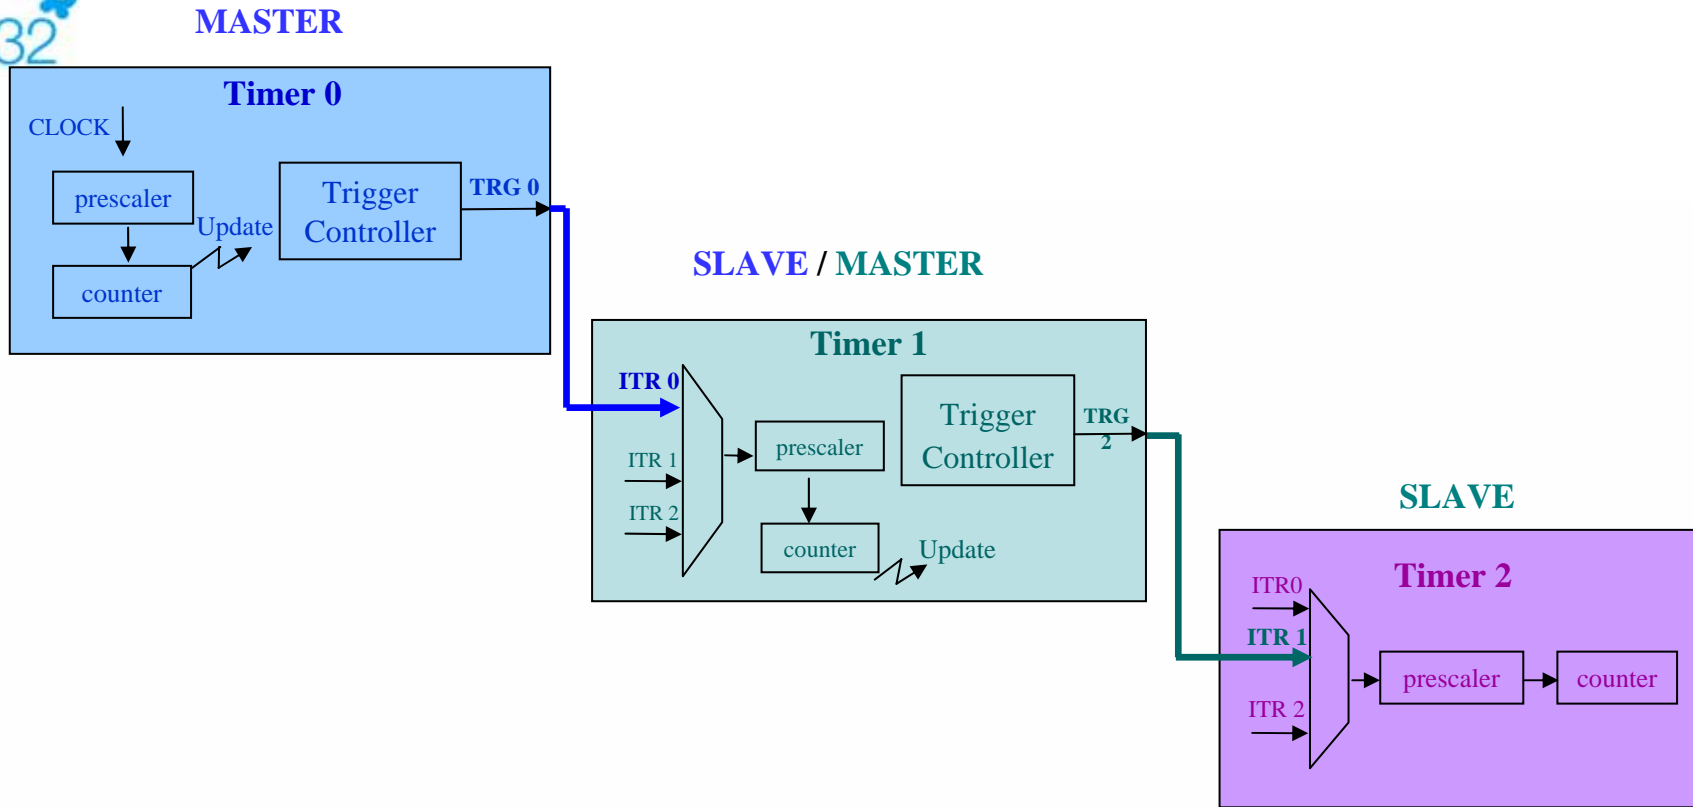 32
MASTER
Timer 0
CLOCK
prescaler
counter
Update
Trigger
Controller
TRG 0
SLAVE / MASTER
Timer 1
ITR 0
ITR 1
ITR 2
prescaler
counter
Update
Trigger
Controller
TRG
2
SLAVE
Timer 2
ITR0
ITR 1
ITR 2
prescaler
counter